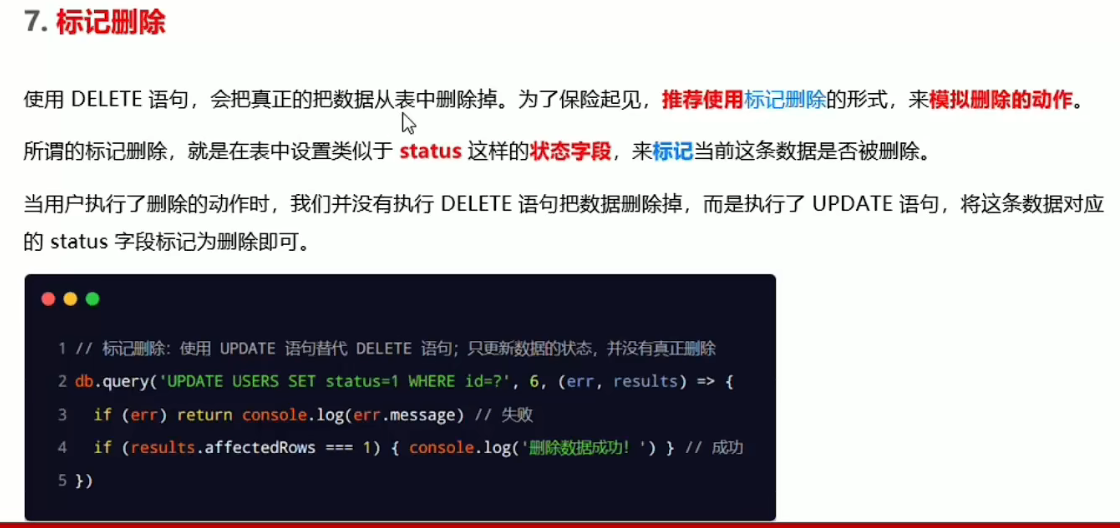 7. 标记删除
使用 DELETE 语句，会把真正的把数据从表中删除掉。为了保险起见，推荐使用标记删除的形式，来模拟删除的动作。
所谓的标记删除，就是在表中设置类似于 status 这样的状态字段，来标记当前这条数据是否被删除。
当用户执行了删除的动作时，我们并没有执行 DELETE 语句把数据删除掉，而是执行了 UPDATE 语句，将这条数据对应
的 status 字段标记为删除即可。
1 // 标记删除：使用 UPDATE 语句替代 DELETE 语句；只更新数据的状态，并没有真正删除
2 db.query('UPDATE USERS SET status=1 WHERE id=?', 6, (err, results) => {
3 if (err) return console.log(err.message) // 失败
4 if (results.affectedRows === 1) { console.log('删除数据成功！') } // 成功
5 })